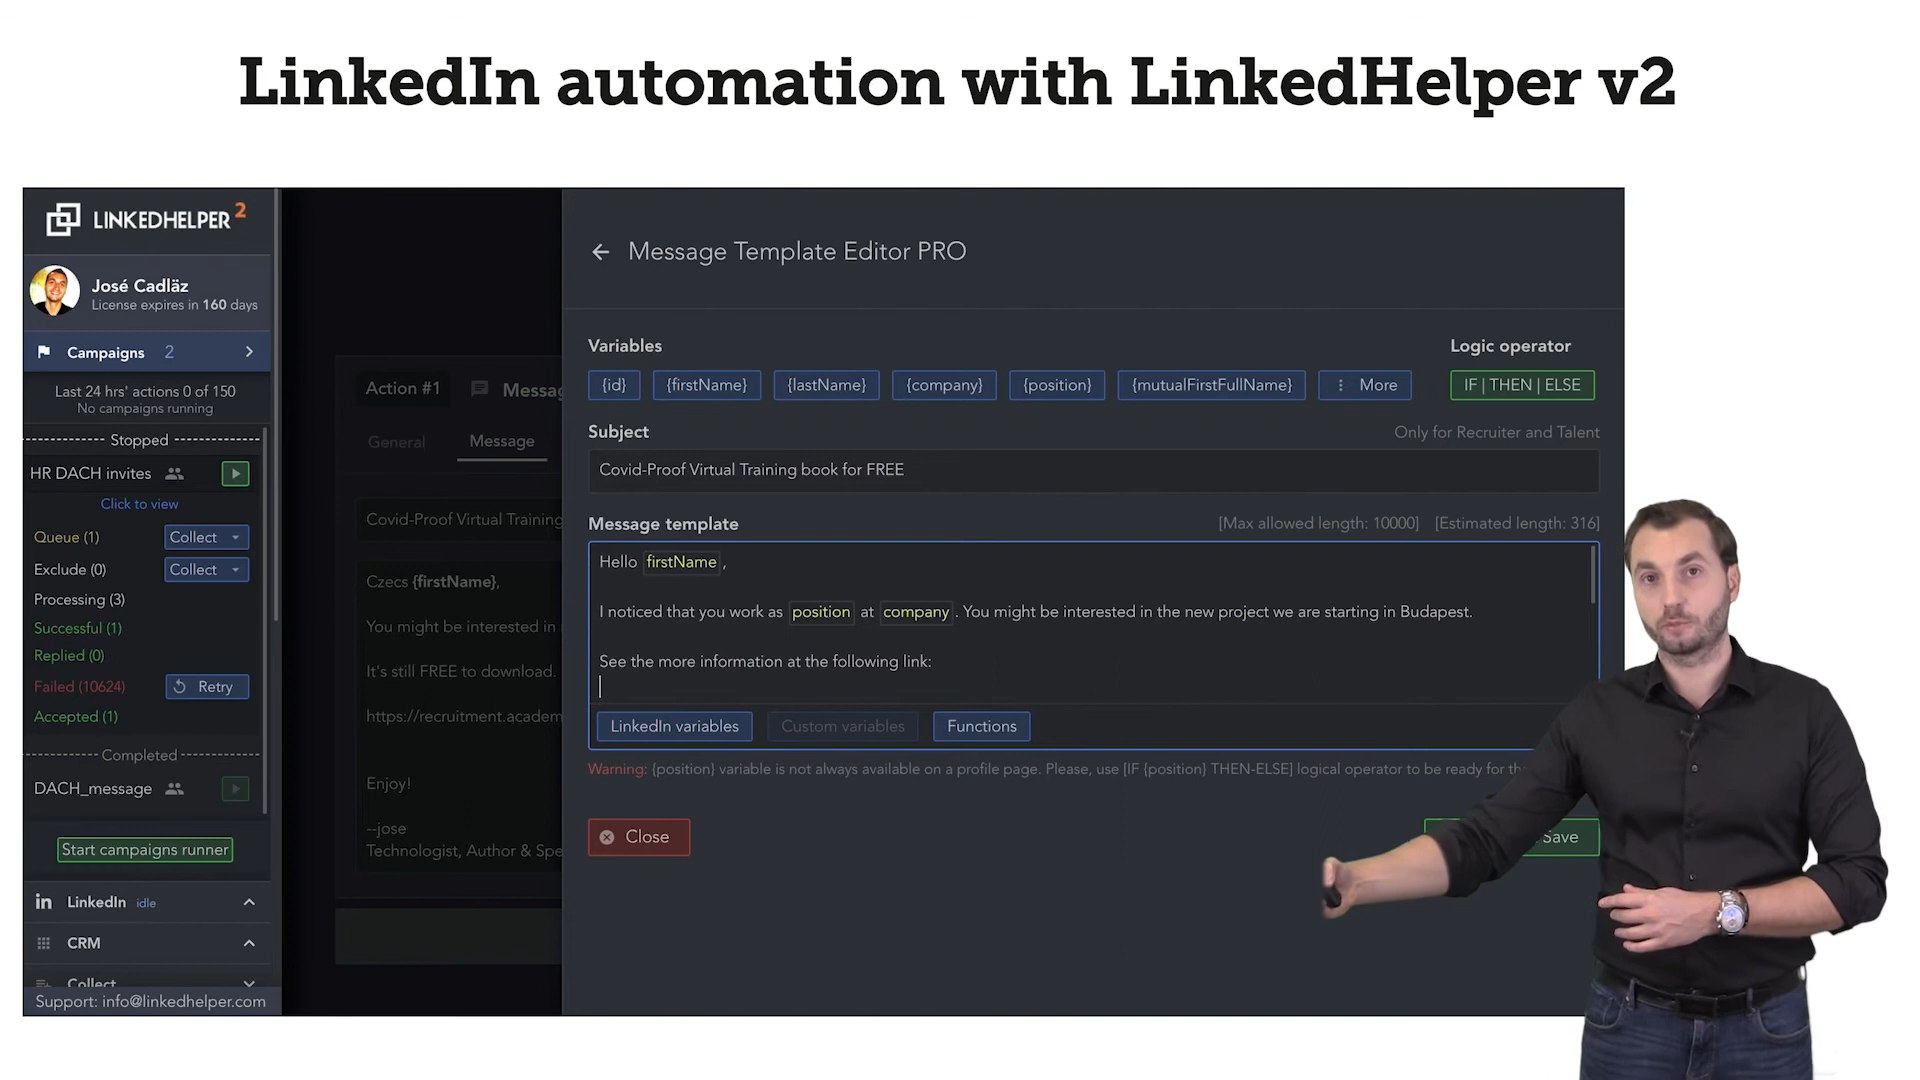 LinkedIn automation with LinkedHelper v2
LINKEDHELPER 2
José Cadläz
License expires in 160 days
Campaigns 2
Last 24 hrs' actions 0 of 150
No campaigns running
Stopped
HR DACH invites
Click to view
Queue (1) Collect
Exclude (0) Collect
Processing (3)
Successful (1)
Replied (0)
Failed (10624) Retry
Accepted (1)
Completed
DACH_message
Start campaigns runner
in LinkedIn idle
CRM
Collect
Support: info@linkedhelper.com
Action #1 Messag
General Message
Covid-Proof Virtual Training
Czecs {firstName},
You might be interested in
It's still FREE to download.
https://recruitment.academ
Enjoy!
--jose
Technologist, Author & Spe
Message Template Editor PRO
Variables Logic operator
{id} {firstName} {lastName} {company} {position} {mutualFirstFullName} More IF | THEN | ELSE
Subject Only for Recruiter and Talent
Covid-Proof Virtual Training book for FREE
Message template [Max allowed length: 10000] [Estimated length: 316]
Hello firstName ,
I noticed that you work as position at company . You might be interested in the new project we are starting in Budapest.
See the more information at the following link:
LinkedIn variables Custom variables Functions
Warning: {position} variable is not always available on a profile page. Please, use [IF {position} THEN-ELSE] logical operator to be ready for
Close Save